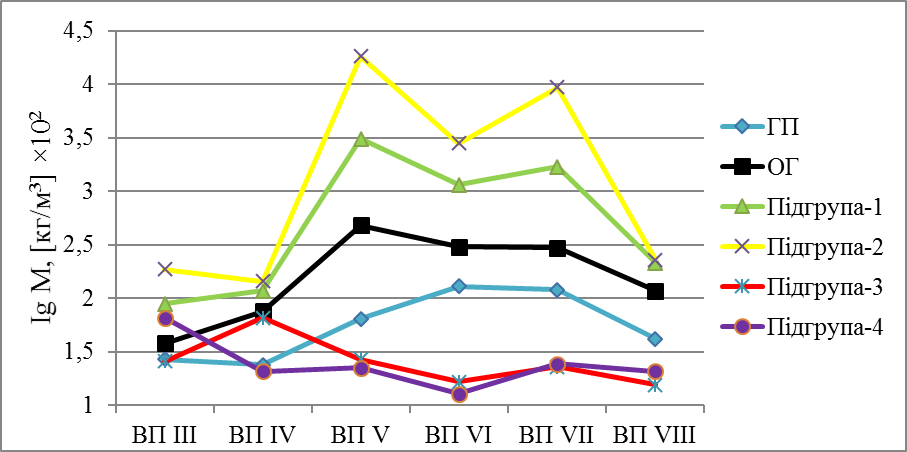 Ig M, [кг/м³] ×10²
4,5
4
3,5
3
2,5
2
1,5
1
ВП III
ВП IV
ВП V
ВП VI
ВП VII
ВП VIII
ГП
ОГ
Підгрупа-1
Підгрупа-2
Підгрупа-3
Підгрупа-4